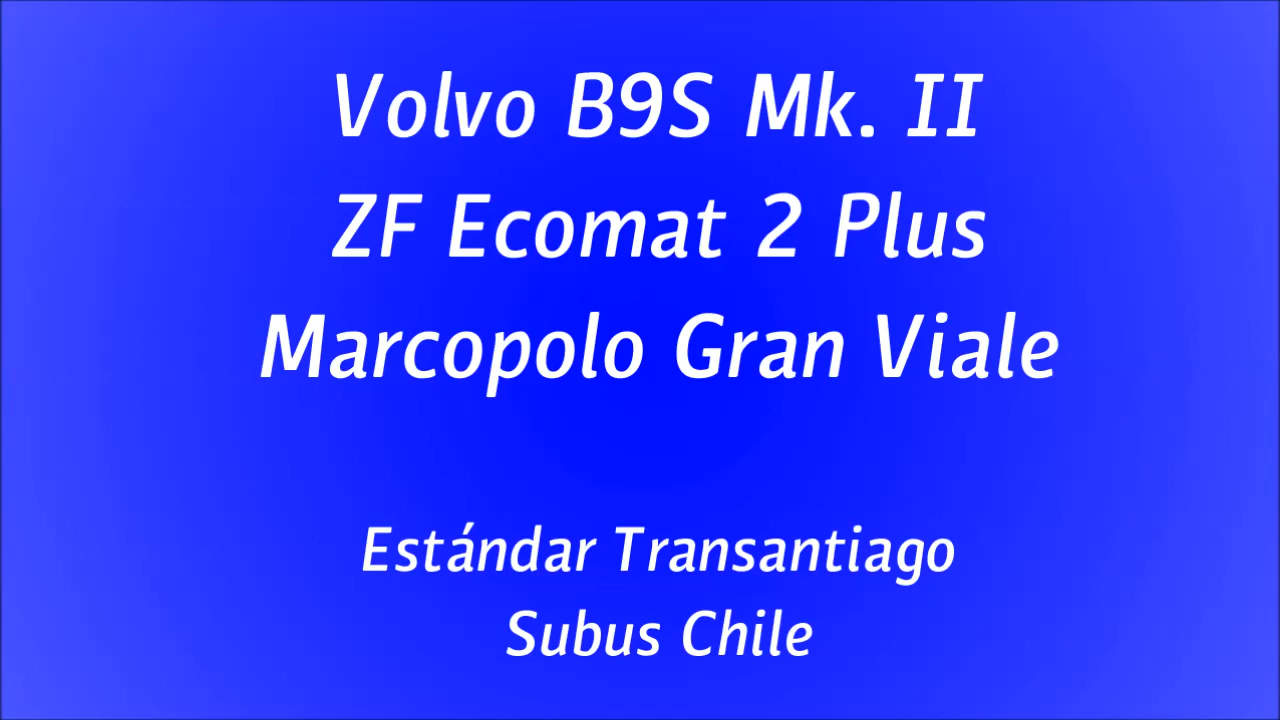 Volvo B9S Mk. II
ZF Ecomat 2 Plus
Marcopolo Gran Viale
Estándar Transantiago
Subus Chile